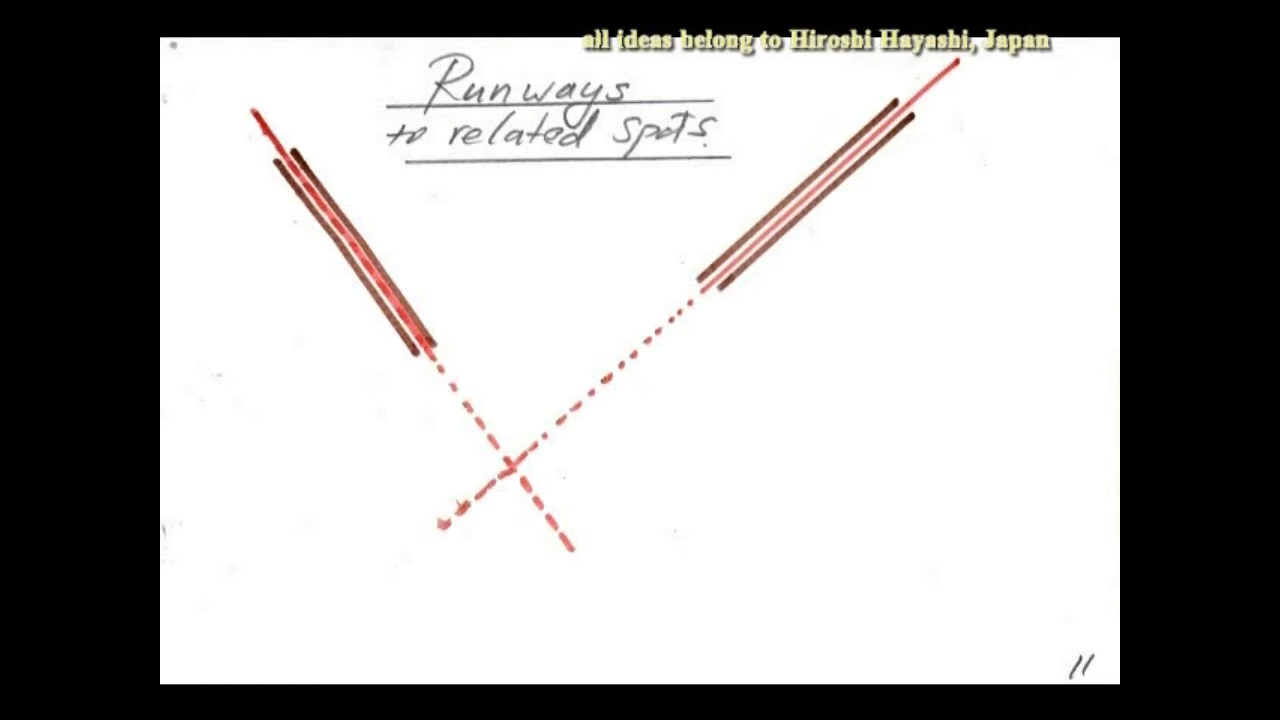 all ideas belong to Hiroshi Hayashi, Japan
Runways
to related spots.
11